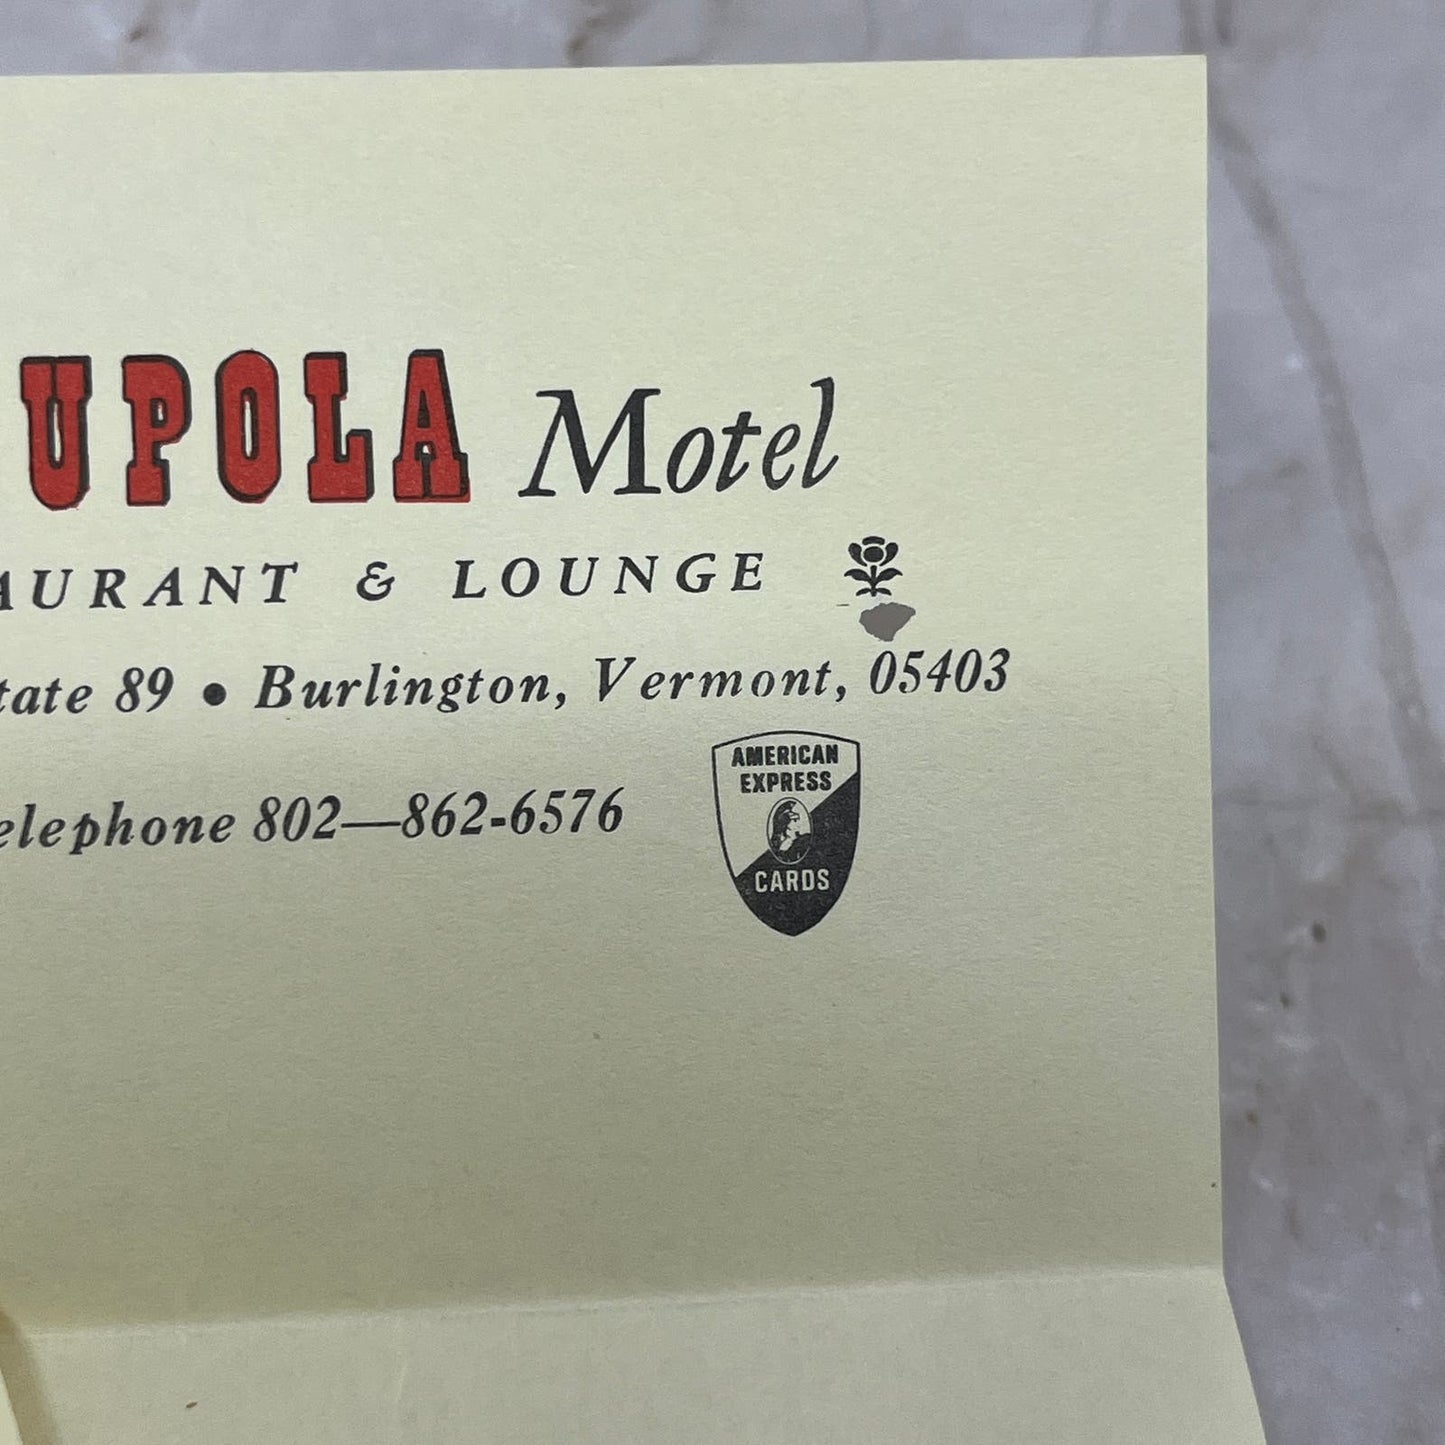 UPOLA Motel
AURANT & LOUNGE
tate 89 • Burlington, Vermont, 05403
elephone 802—862-6576
AMERICAN
EXPRESS
CARDS